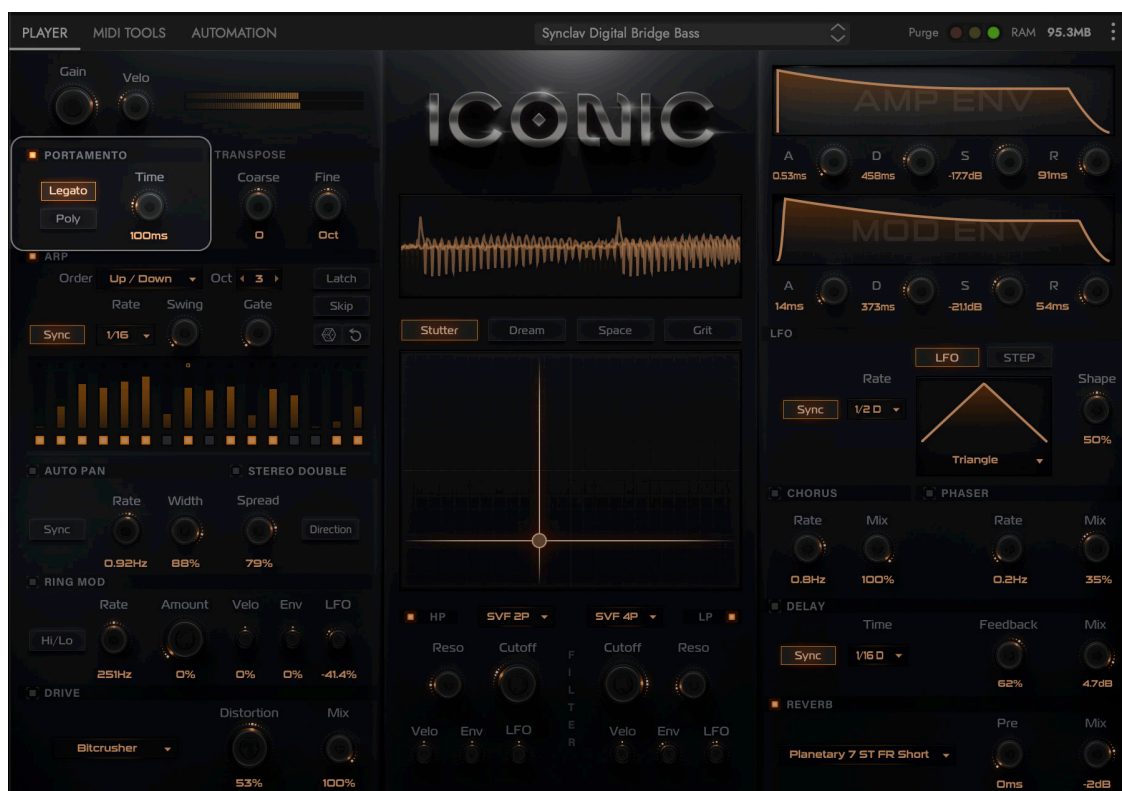 PLAYER MIDI TOOLS AUTOMATION Synclav Digital Bridge Bass Purge RAM 95.3MB
Gain Velo
ICONIC
PORTAMENTO
Legato
Poly
Time
100ms
TRANSPOSE
Coarse Fine
0 Oct
ARP
Order Up / Down Oct 3 Latch
Rate Swing Gate Skip
Sync 1/16
AUTO PAN STEREO DOUBLE
Rate Width Spread
Sync Direction
0.92Hz 88% 79%
RING MOD
Rate Amount Velo Env LFO
Hi/Lo
251Hz 0% 0% 0% -41.4%
DRIVE
Distortion Mix
Bitcrusher
53% 100%
Stutter Dream Space Grit
HP SVF 2P SVF 4P LP
Reso Cutoff Cutoff Reso
FILTER
Velo Env LFO Velo Env LFO
AMP ENV
A D S R
0.53ms 458ms -17.7dB 91ms
MOD ENV
A D S R
14ms 373ms -21.1dB 54ms
LFO
LFO STEP
Rate Shape
Sync 1/2 D
50%
Triangle
CHORUS PHASER
Rate Mix Rate Mix
0.8Hz 100% 0.2Hz 35%
DELAY
Time Feedback Mix
Sync 1/16 D
62% 4.7dB
REVERB
Pre Mix
Planetary 7 ST FR Short
0ms -2dB